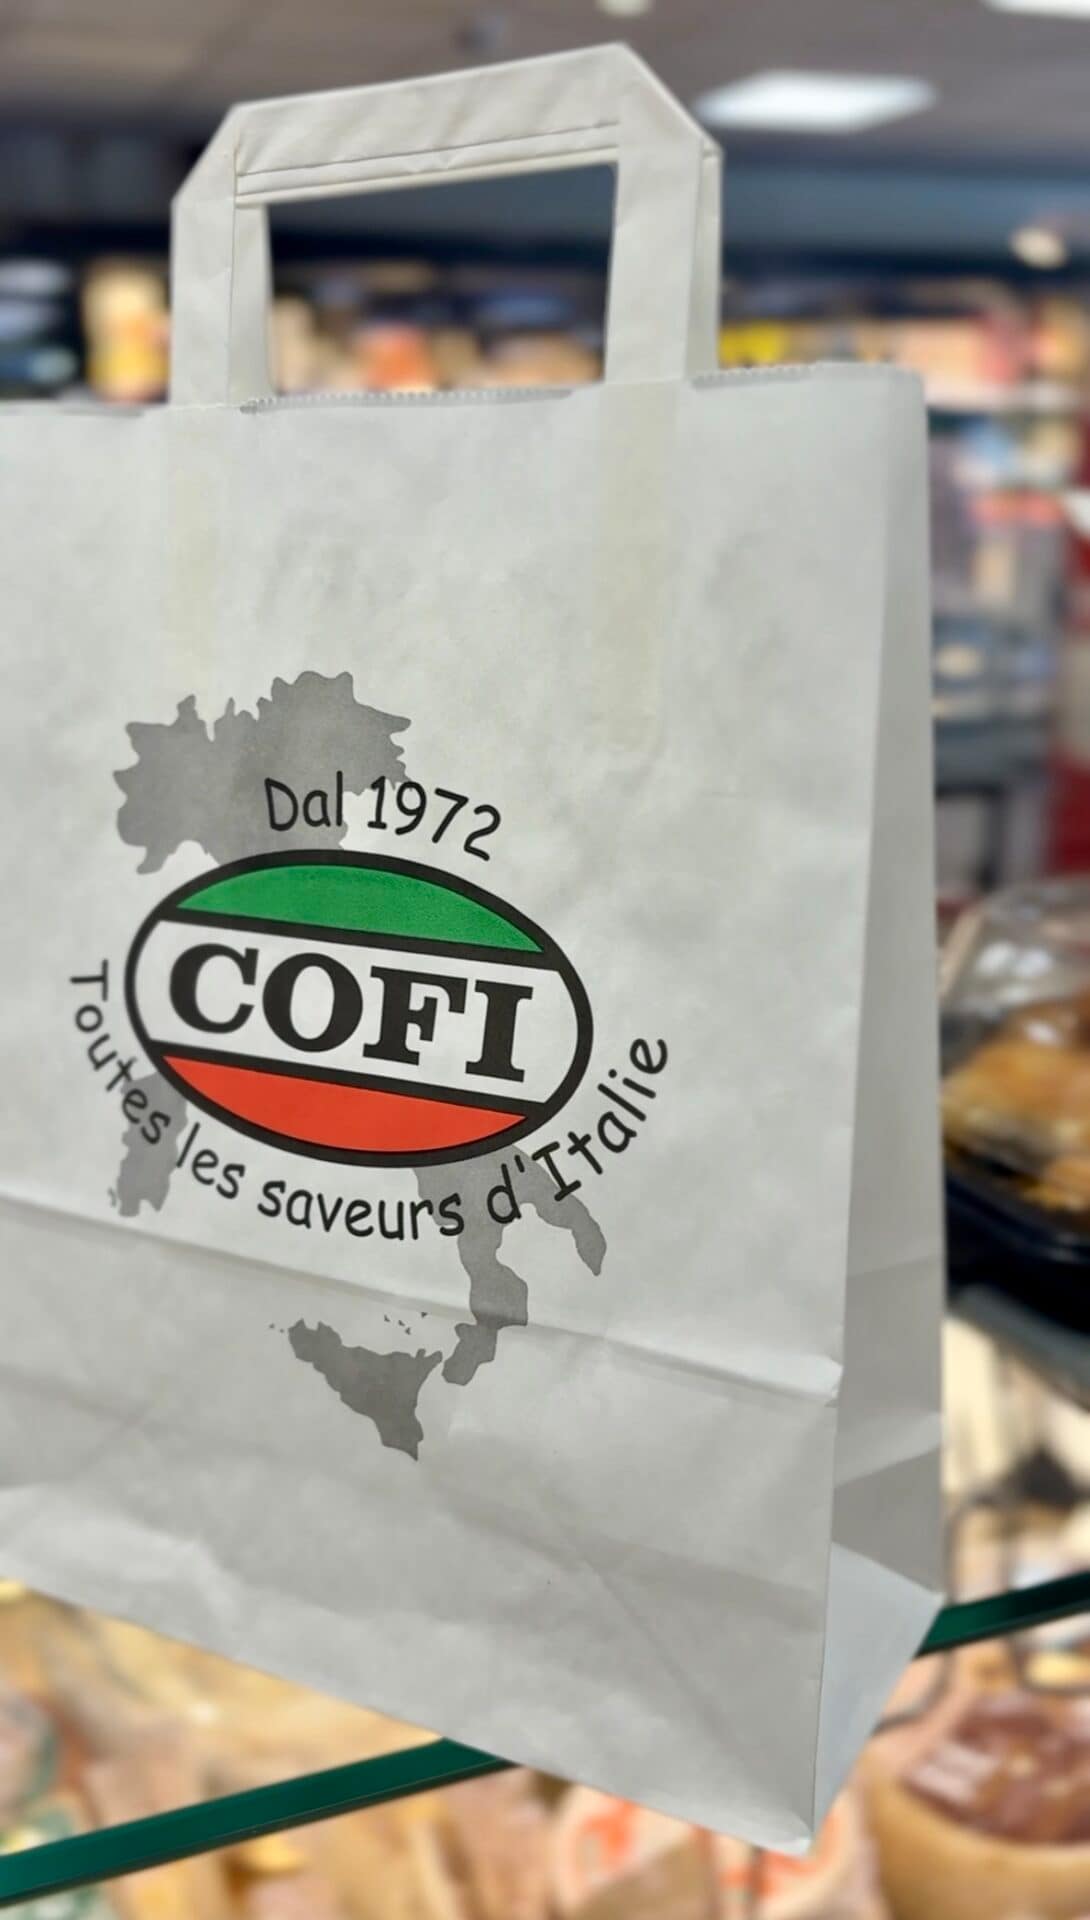 Dal 1972
COFI
Toutes les saveurs d'Italie